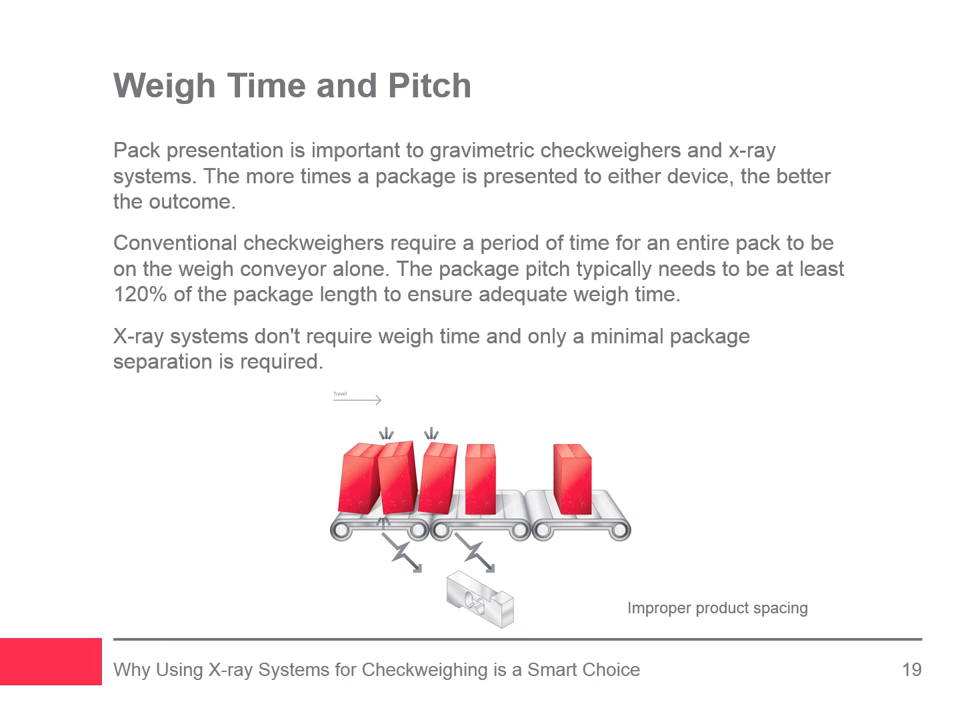 Weigh Time and Pitch
Pack presentation is important to gravimetric checkweighers and x-ray
systems. The more times a package is presented to either device, the better
the outcome.
Conventional checkweighers require a period of time for an entire pack to be
on the weigh conveyor alone. The package pitch typically needs to be at least
120% of the package length to ensure adequate weigh time.
X-ray systems don't require weigh time and only a minimal package
separation is required.
Travel
Improper product spacing
Why Using X-ray Systems for Checkweighing is a Smart Choice
19